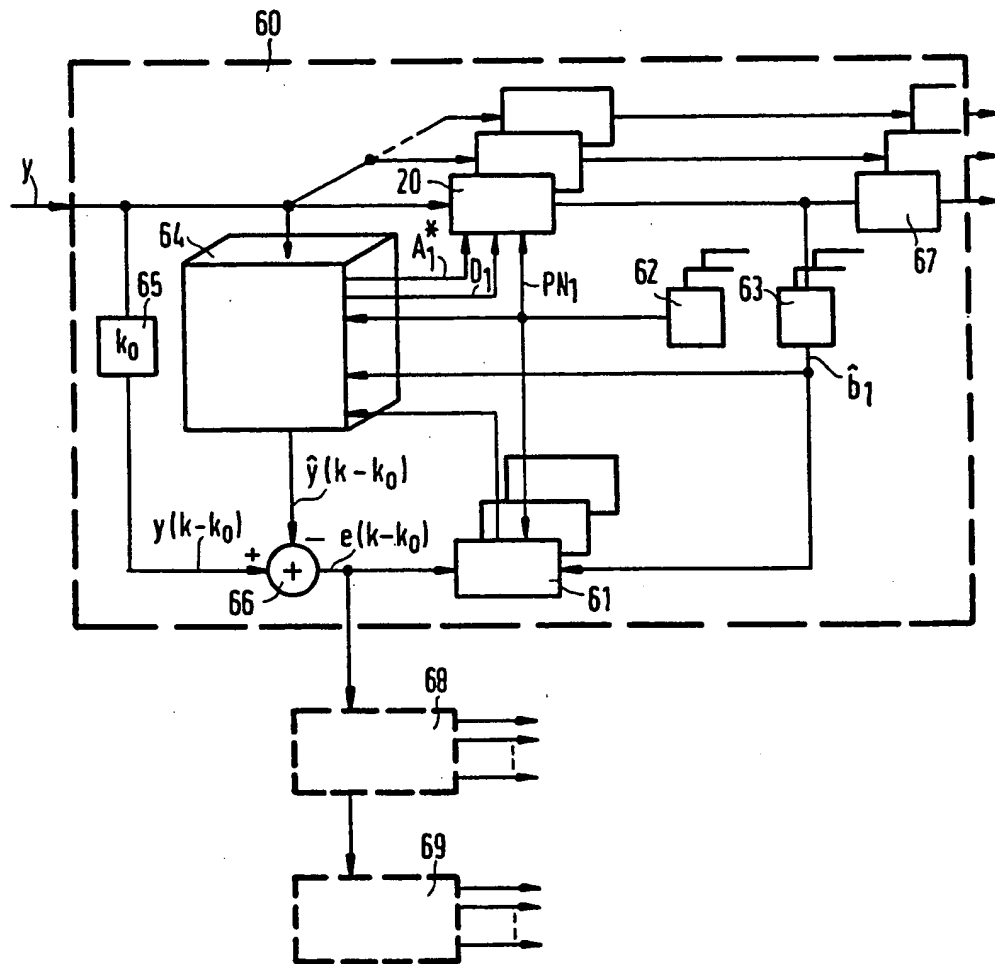 60
y
20
64
A₁*
D₁
PN₁
62
63
67
65
k₀
b̂₁
ŷ(k-k₀)
y(k-k₀)
e(k-k₀)
+
−
+
66
61
68
69